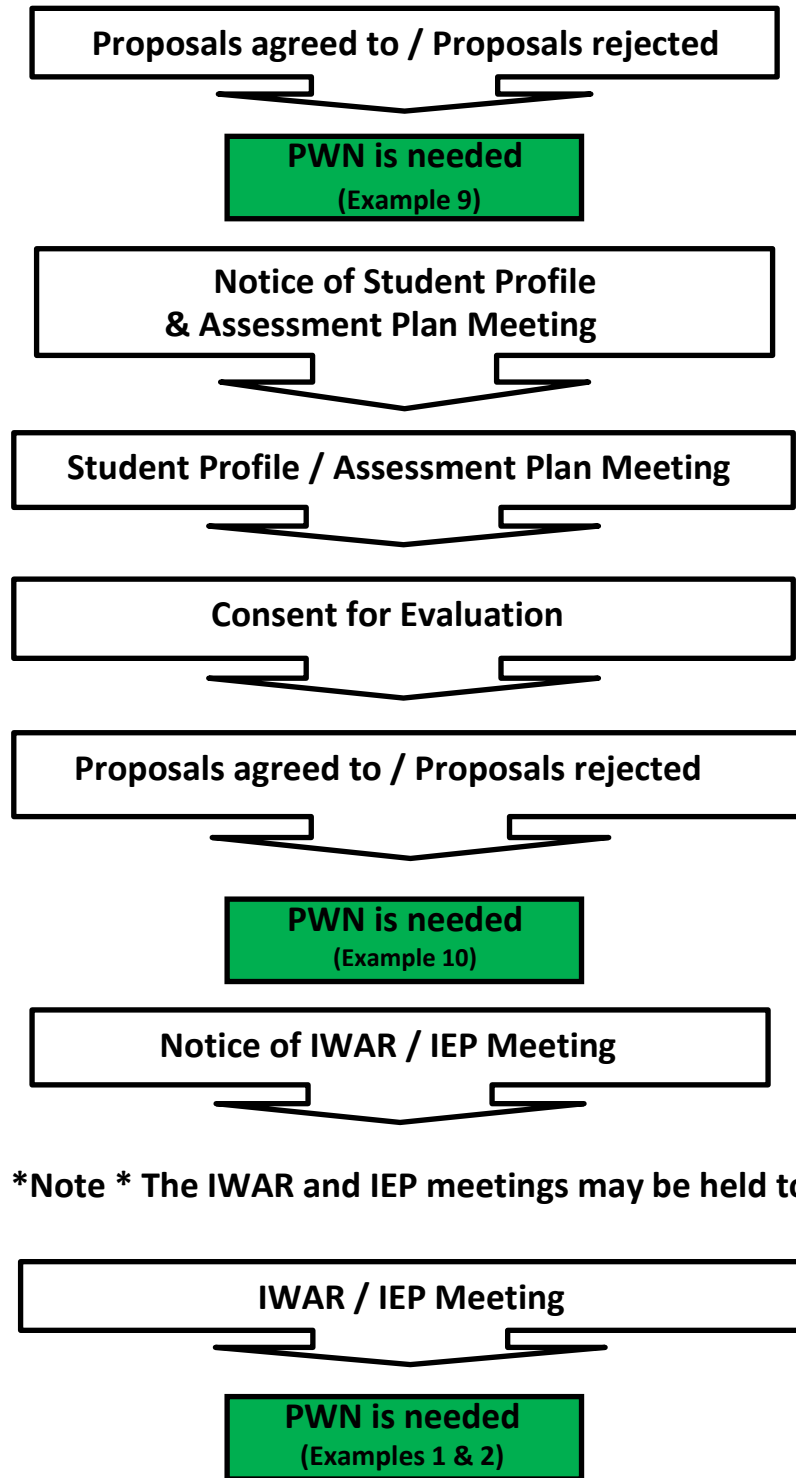 Proposals agreed to / Proposals rejected
PWN is needed
(Example 9)
Notice of Student Profile
& Assessment Plan Meeting
Student Profile / Assessment Plan Meeting
Consent for Evaluation
Proposals agreed to / Proposals rejected
PWN is needed
(Example 10)
Notice of IWAR / IEP Meeting
*Note * The IWAR and IEP meetings may be held
IWAR / IEP Meeting
PWN is needed
(Examples 1 & 2)